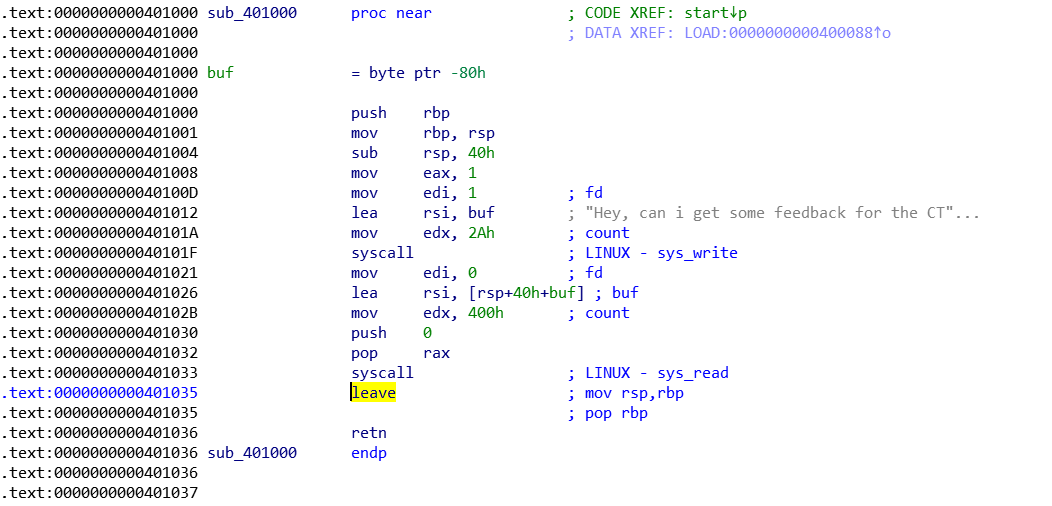 .text:0000000000401000 sub_401000      proc near               ; CODE XREF: start↓p
.text:0000000000401000                                         ; DATA XREF: LOAD:0000000000400088↑o
.text:0000000000401000
.text:0000000000401000 buf             = byte ptr -80h
.text:0000000000401000
.text:0000000000401000                 push    rbp
.text:0000000000401001                 mov     rbp, rsp
.text:0000000000401004                 sub     rsp, 40h
.text:0000000000401008                 mov     eax, 1
.text:000000000040100D                 mov     edi, 1          ; fd
.text:0000000000401012                 lea     rsi, buf        ; "Hey, can i get some feedback for the CT"...
.text:000000000040101A                 mov     edx, 2Ah        ; count
.text:000000000040101F                 syscall                 ; LINUX - sys_write
.text:0000000000401021                 mov     edi, 0          ; fd
.text:0000000000401026                 lea     rsi, [rsp+40h+buf] ; buf
.text:000000000040102B                 mov     edx, 400h       ; count
.text:0000000000401030                 push    0
.text:0000000000401032                 pop     rax
.text:0000000000401033                 syscall                 ; LINUX - sys_read
.text:0000000000401035                 leave                   ; mov rsp,rbp
.text:0000000000401035                                         ; pop rbp
.text:0000000000401036                 retn
.text:0000000000401036 sub_401000      endp
.text:0000000000401036
.text:0000000000401037